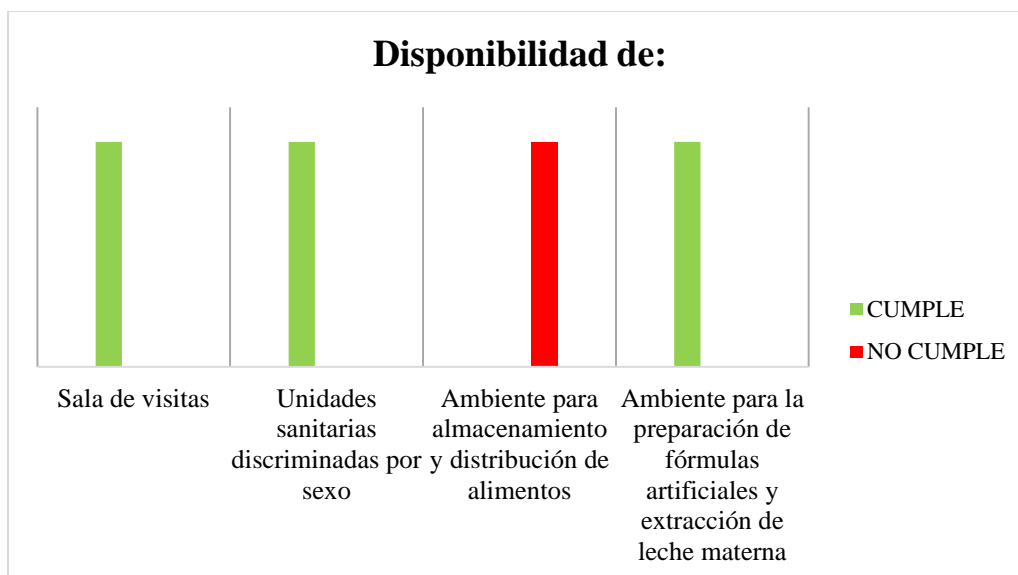 Disponibilidad de:
CUMPLE
NO CUMPLE
Sala de visitas
Unidades
sanitarias
discriminadas por
sexo
Ambiente para
almacenamiento
y distribución de
alimentos
Ambiente para la
preparación de
fórmulas
artificiales y
extracción de
leche materna